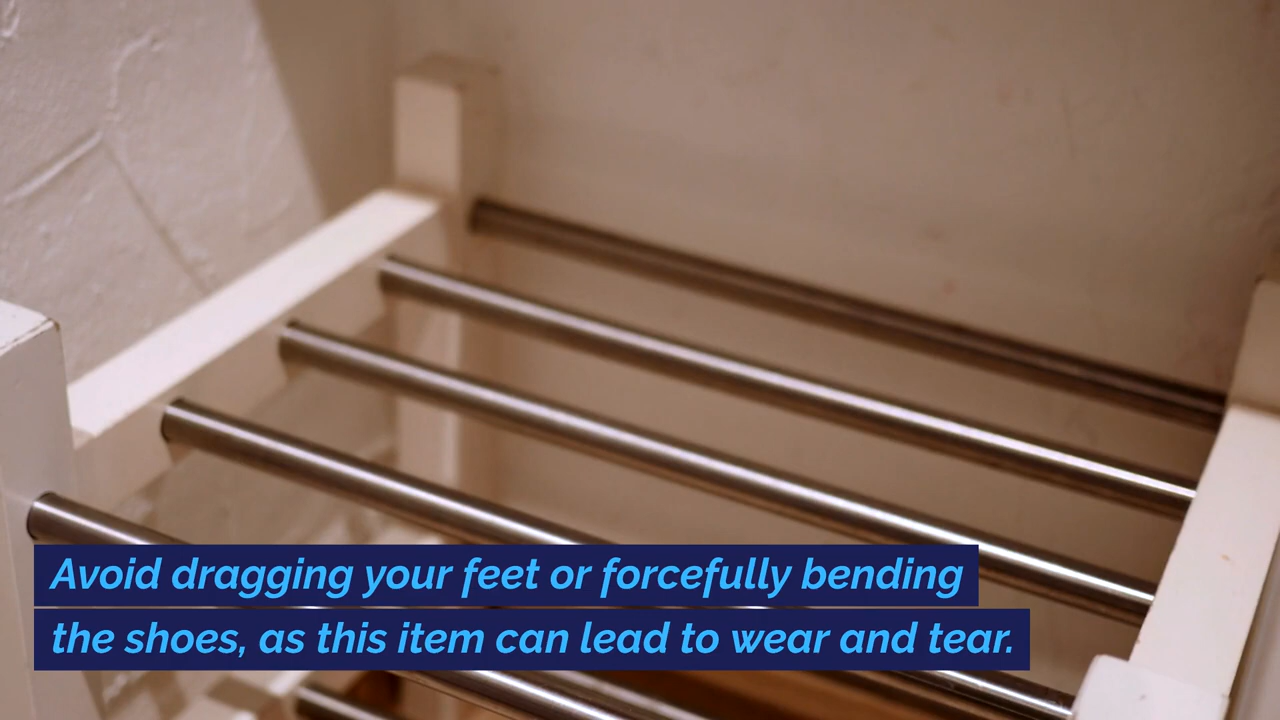 Avoid dragging your feet or forcefully bending
the shoes, as this item can lead to wear and tear.